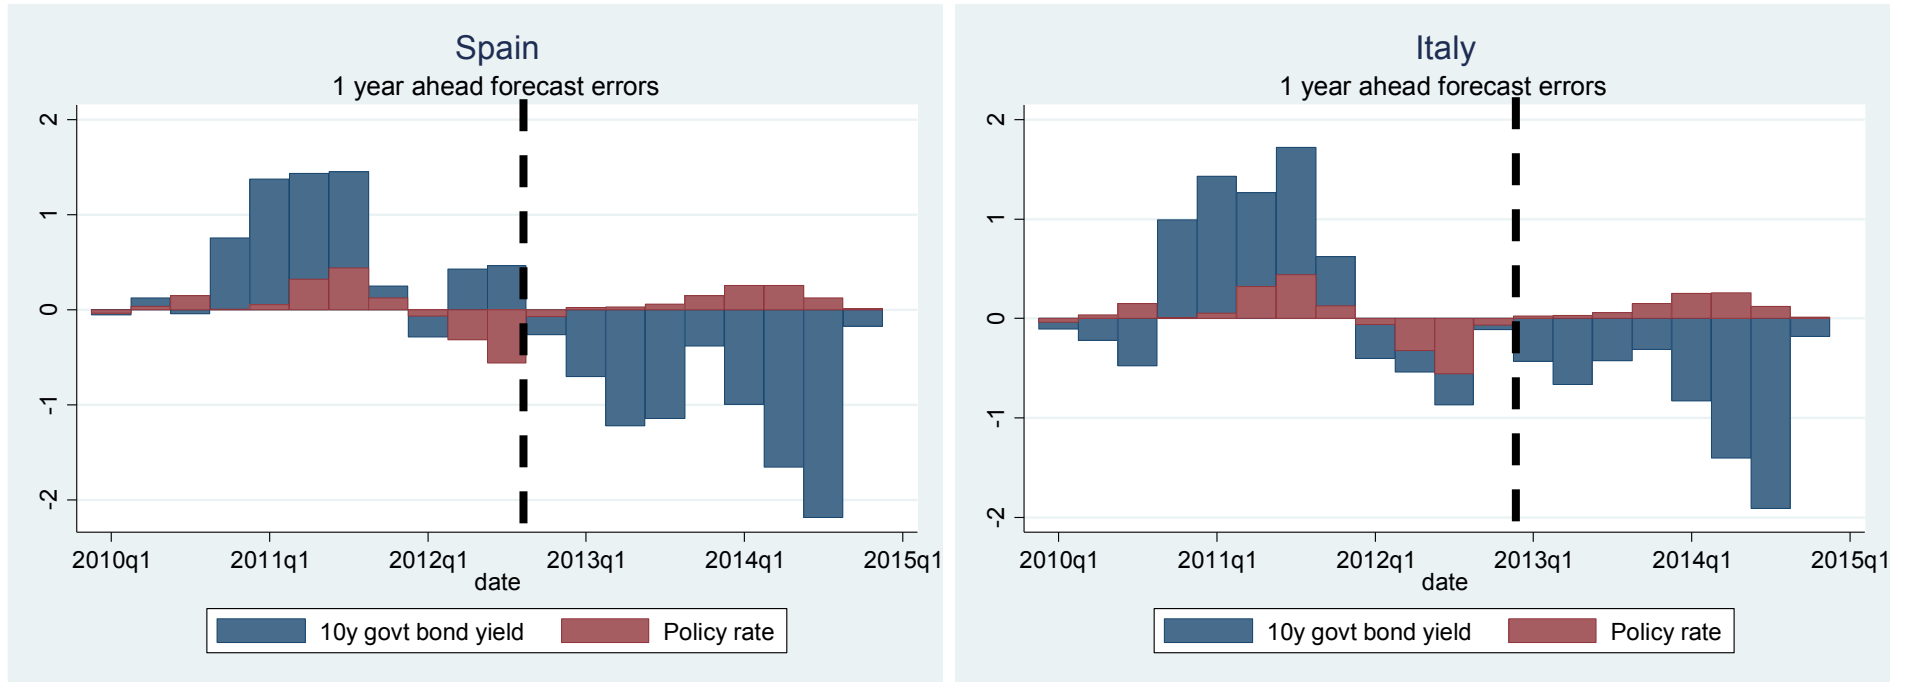 Spain
1 year ahead forecast errors
2
1
0
-1
-2
2010q1 2011q1 2012q1 2013q1 2014q1 2015q1
date
10y govt bond yield Policy rate
Italy
1 year ahead forecast errors
2
1
0
-1
-2
2010q1 2011q1 2012q1 2013q1 2014q1 2015q1
date
10y govt bond yield Policy rate